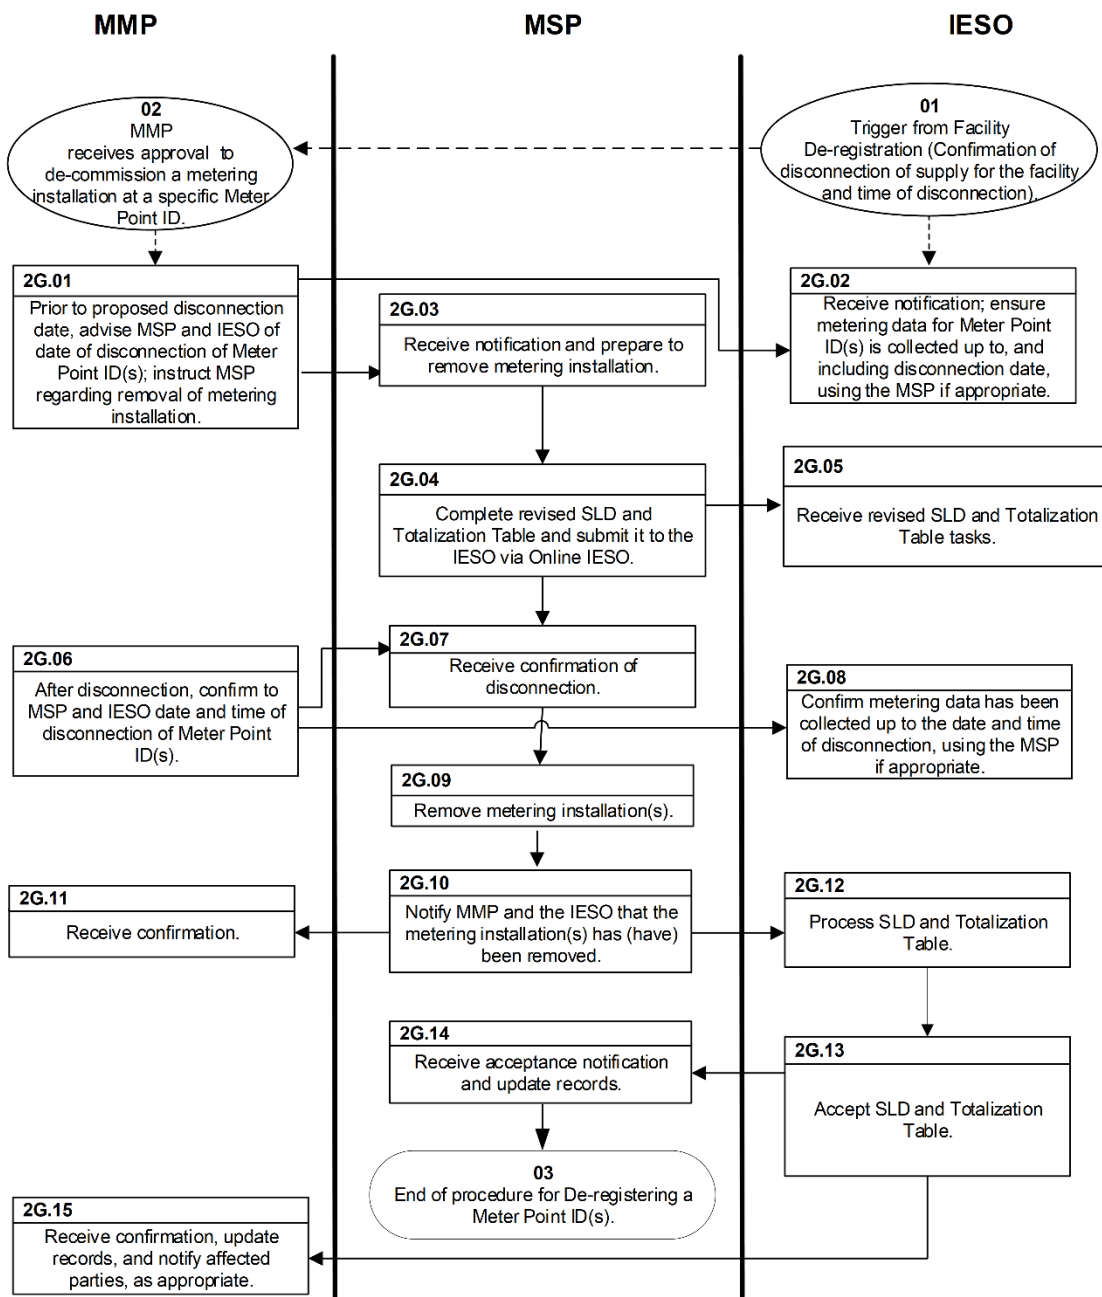 MMP
MSP
IESO
02
MMP
receives approval to
de-commission a metering
installation at a specific Meter
Point ID.
01
Trigger from Facility
De-registration (Confirmation of
disconnection of supply for the facility
and time of disconnection).
2G.01
Prior to proposed disconnection
date, advise MSP and IESO of
date of disconnection of Meter
Point ID(s); instruct MSP
regarding removal of metering
installation.
2G.03
Receive notification and prepare to
remove metering installation.
2G.02
Receive notification; ensure
metering data for Meter Point
ID(s) is collected up to, and
including disconnection date,
using the MSP if appropriate.
2G.04
Complete revised SLD and
Totalization Table and submit it to the
IESO via Online IESO.
2G.05
Receive revised SLD and Totalization
Table tasks.
2G.06
After disconnection, confirm to
MSP and IESO date and time of
disconnection of Meter Point
ID(s).
2G.07
Receive confirmation of
disconnection.
2G.08
Confirm metering data has been
collected up to the date and time
of disconnection, using the MSP
if appropriate.
2G.09
Remove metering installation(s).
2G.10
Notify MMP and the IESO that the
metering installation(s) has (have)
been removed.
2G.11
Receive confirmation.
2G.12
Process SLD and Totalization
Table.
2G.14
Receive acceptance notification
and update records.
2G.13
Accept SLD and Totalization
Table.
03
End of procedure for De-registering a
Meter Point ID(s).
2G.15
Receive confirmation, update
records, and notify affected
parties, as appropriate.